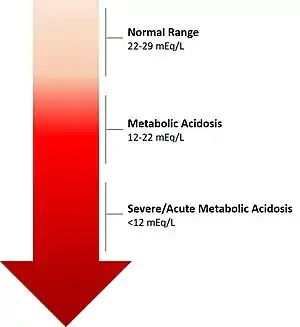 Normal Range
22-29 mEq/L
Metabolic Acidosis
12-22 mEq/L
Severe/Acute Metabolic Acidosis
<12 mEq/L